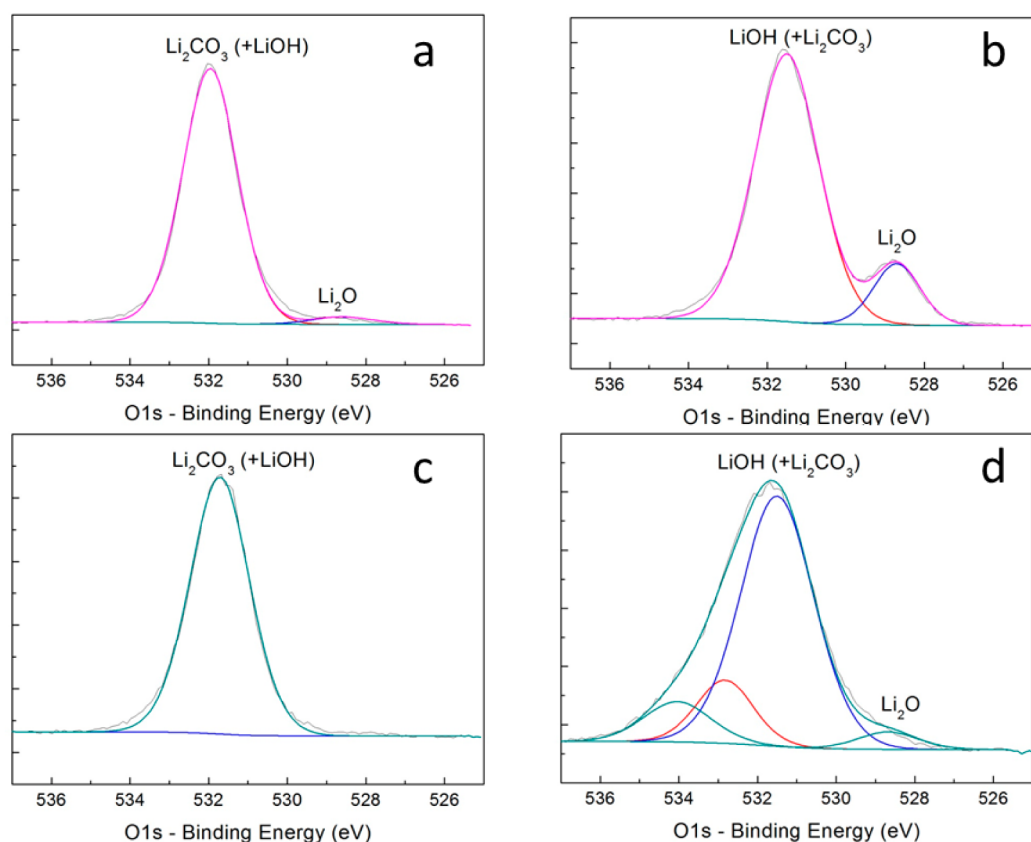 Li₂CO₃ (+LiOH)
a
Li₂O
536 534 532 530 528 526
O1s - Binding Energy (eV)
LiOH (+Li₂CO₃)
b
Li₂O
536 534 532 530 528 526
O1s - Binding Energy (eV)
Li₂CO₃ (+LiOH)
c
536 534 532 530 528 526
O1s - Binding Energy (eV)
LiOH (+Li₂CO₃)
d
Li₂O
536 534 532 530 528 526
O1s - Binding Energy (eV)